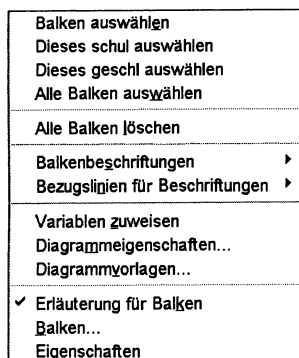 Balken auswählen
Dieses schul auswählen
Dieses geschl auswählen
Alle Balken auswählen
Alle Balken löschen
Balkenbeschriftungen
Bezugslinien für Beschriftungen
Variablen zuweisen
Diagrammeigenschaften...
Diagrammvorlagen...
Erläuterung für Balken
Balken...
Eigenschaften